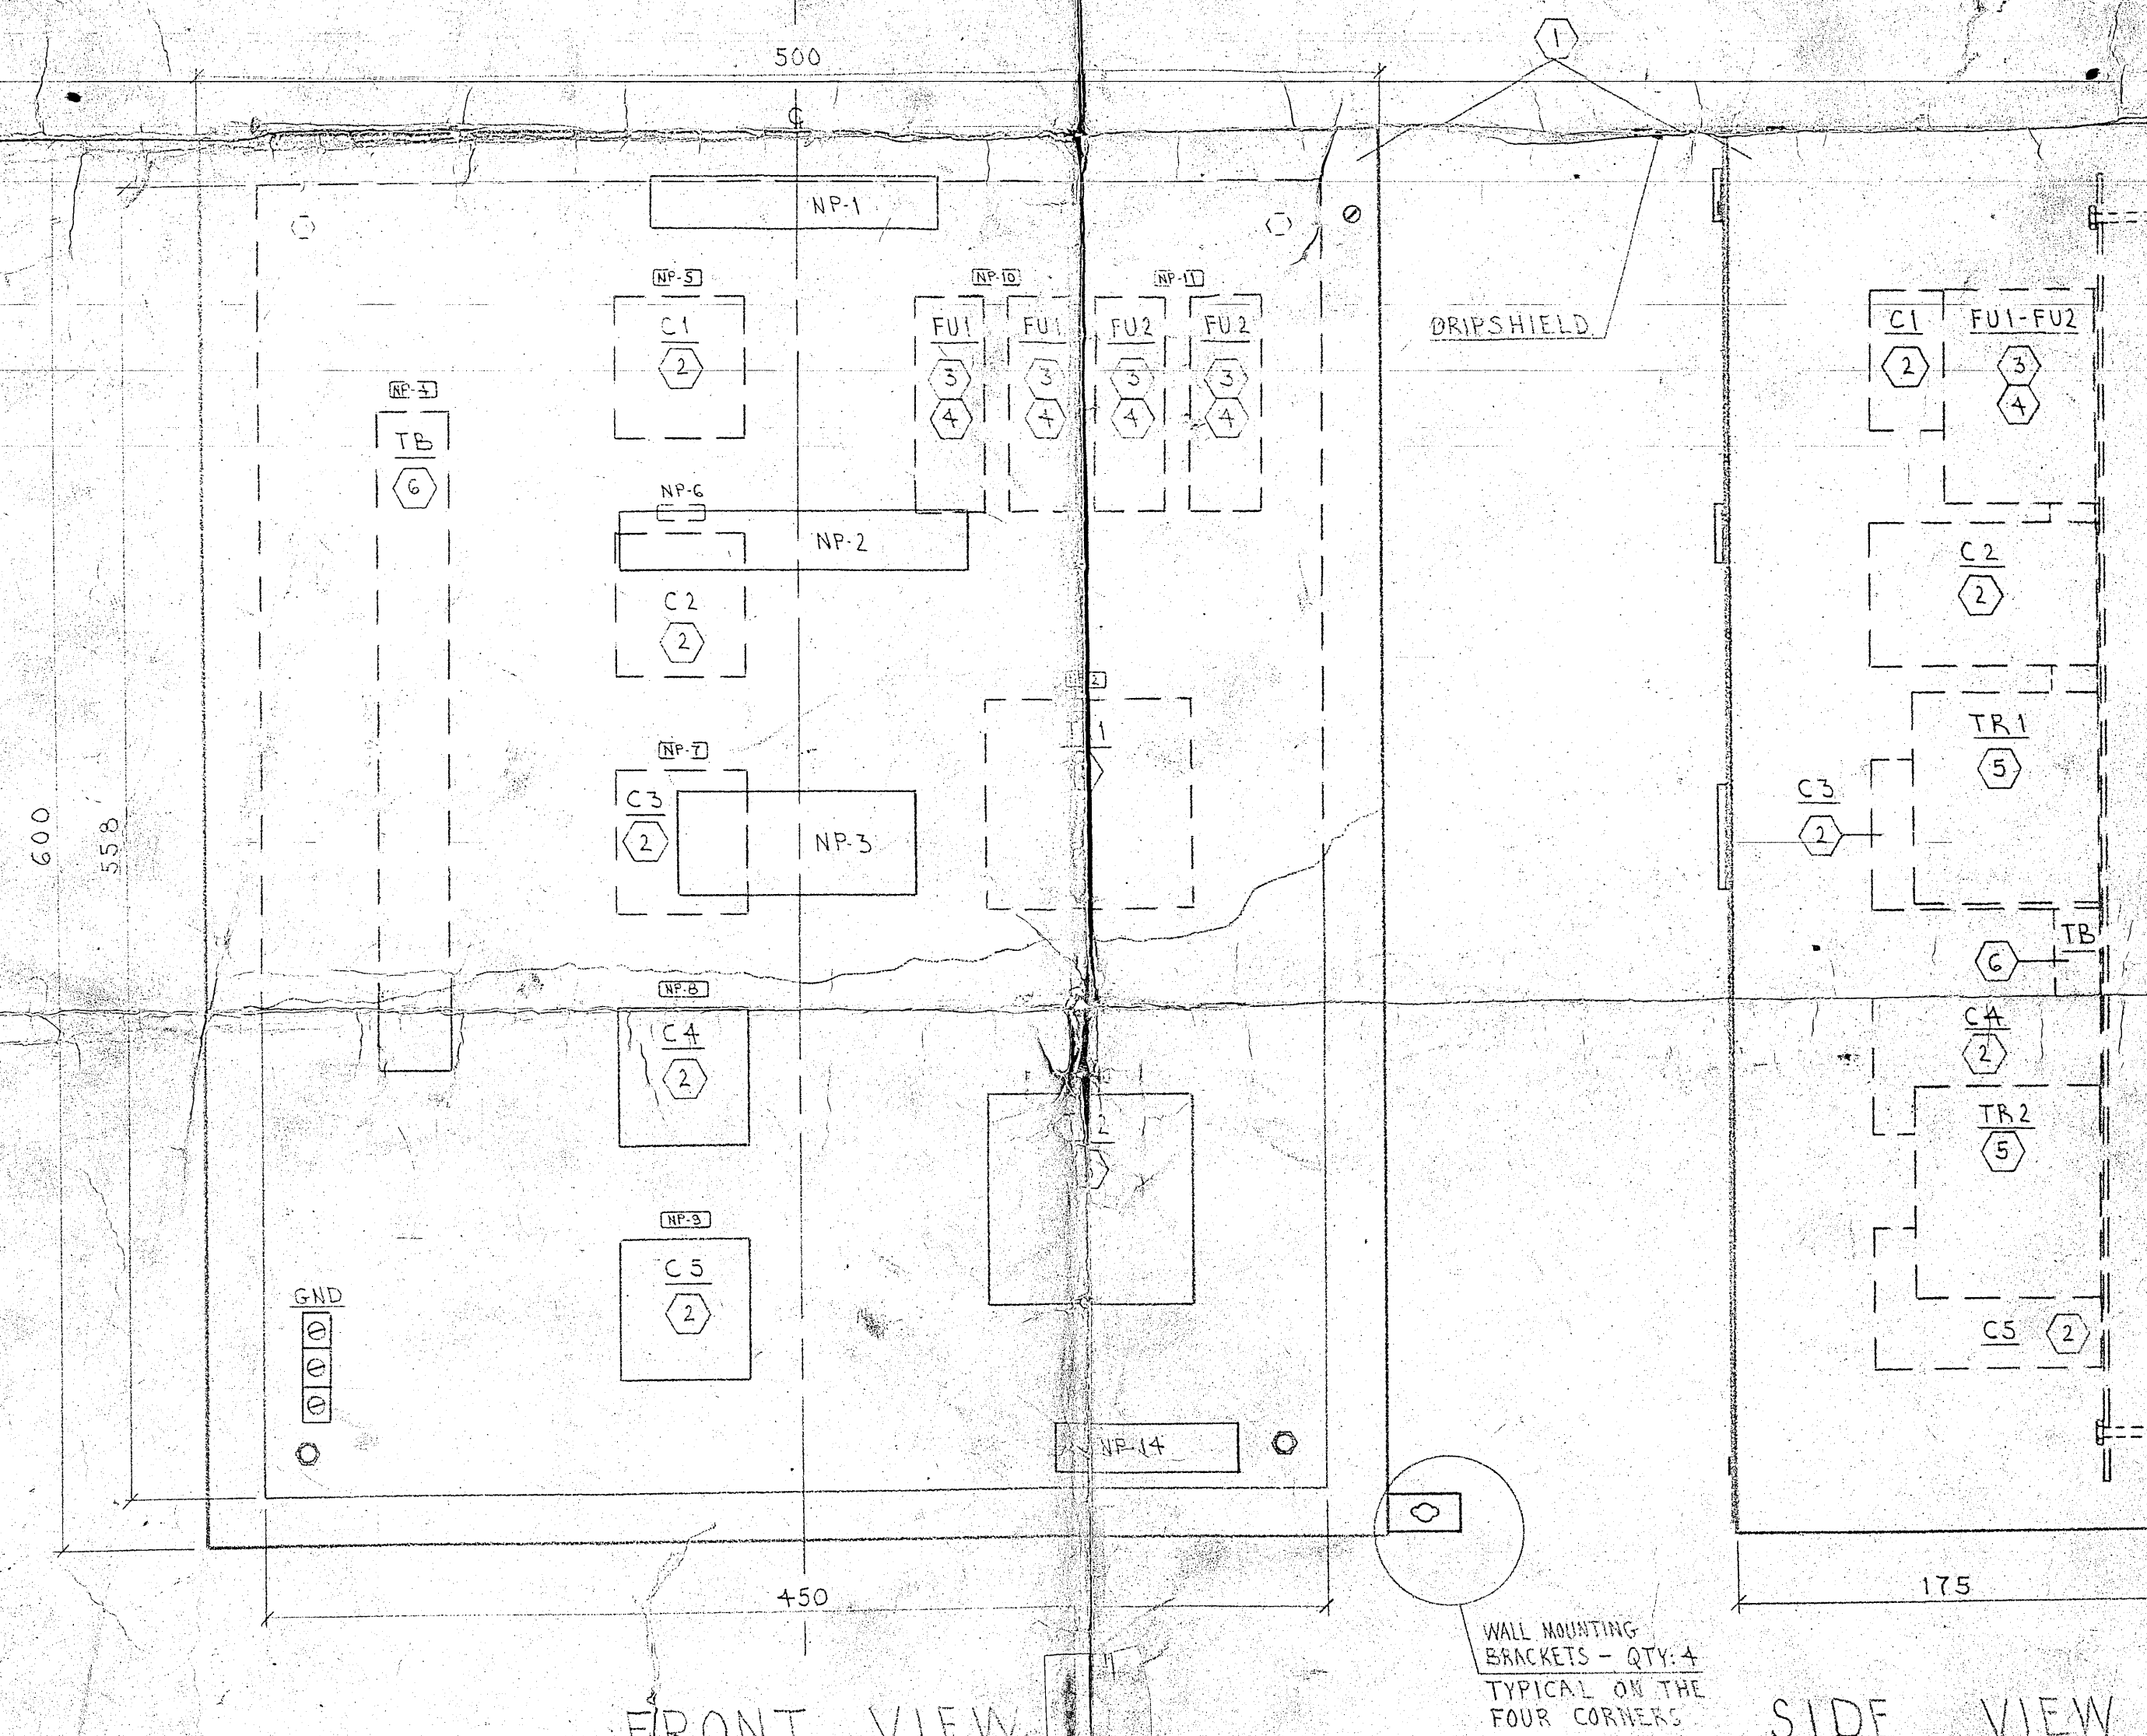 500
1
℄
NP-1
NP-5
NP-10
NP-11
C1
2
FU1
3
4
FU1
3
4
FU2
3
4
FU2
3
4
DRIPSHIELD
C1
2
FU1-FU2
3
4
NP-4
TB
6
NP-6
NP-2
C2
2
C2
2
2
1
TR1
5
NP-7
C3
2
NP-3
C3
2
600
558
TB
6
NP-8
C4
2
C4
2
2
TR2
5
NP-9
C5
2
C5
2
GND
NP-14
450
175
WALL MOUNTING
BRACKETS - QTY: 4
TYPICAL ON THE
FOUR CORNERS
FRONT VIEW
SIDE VIEW